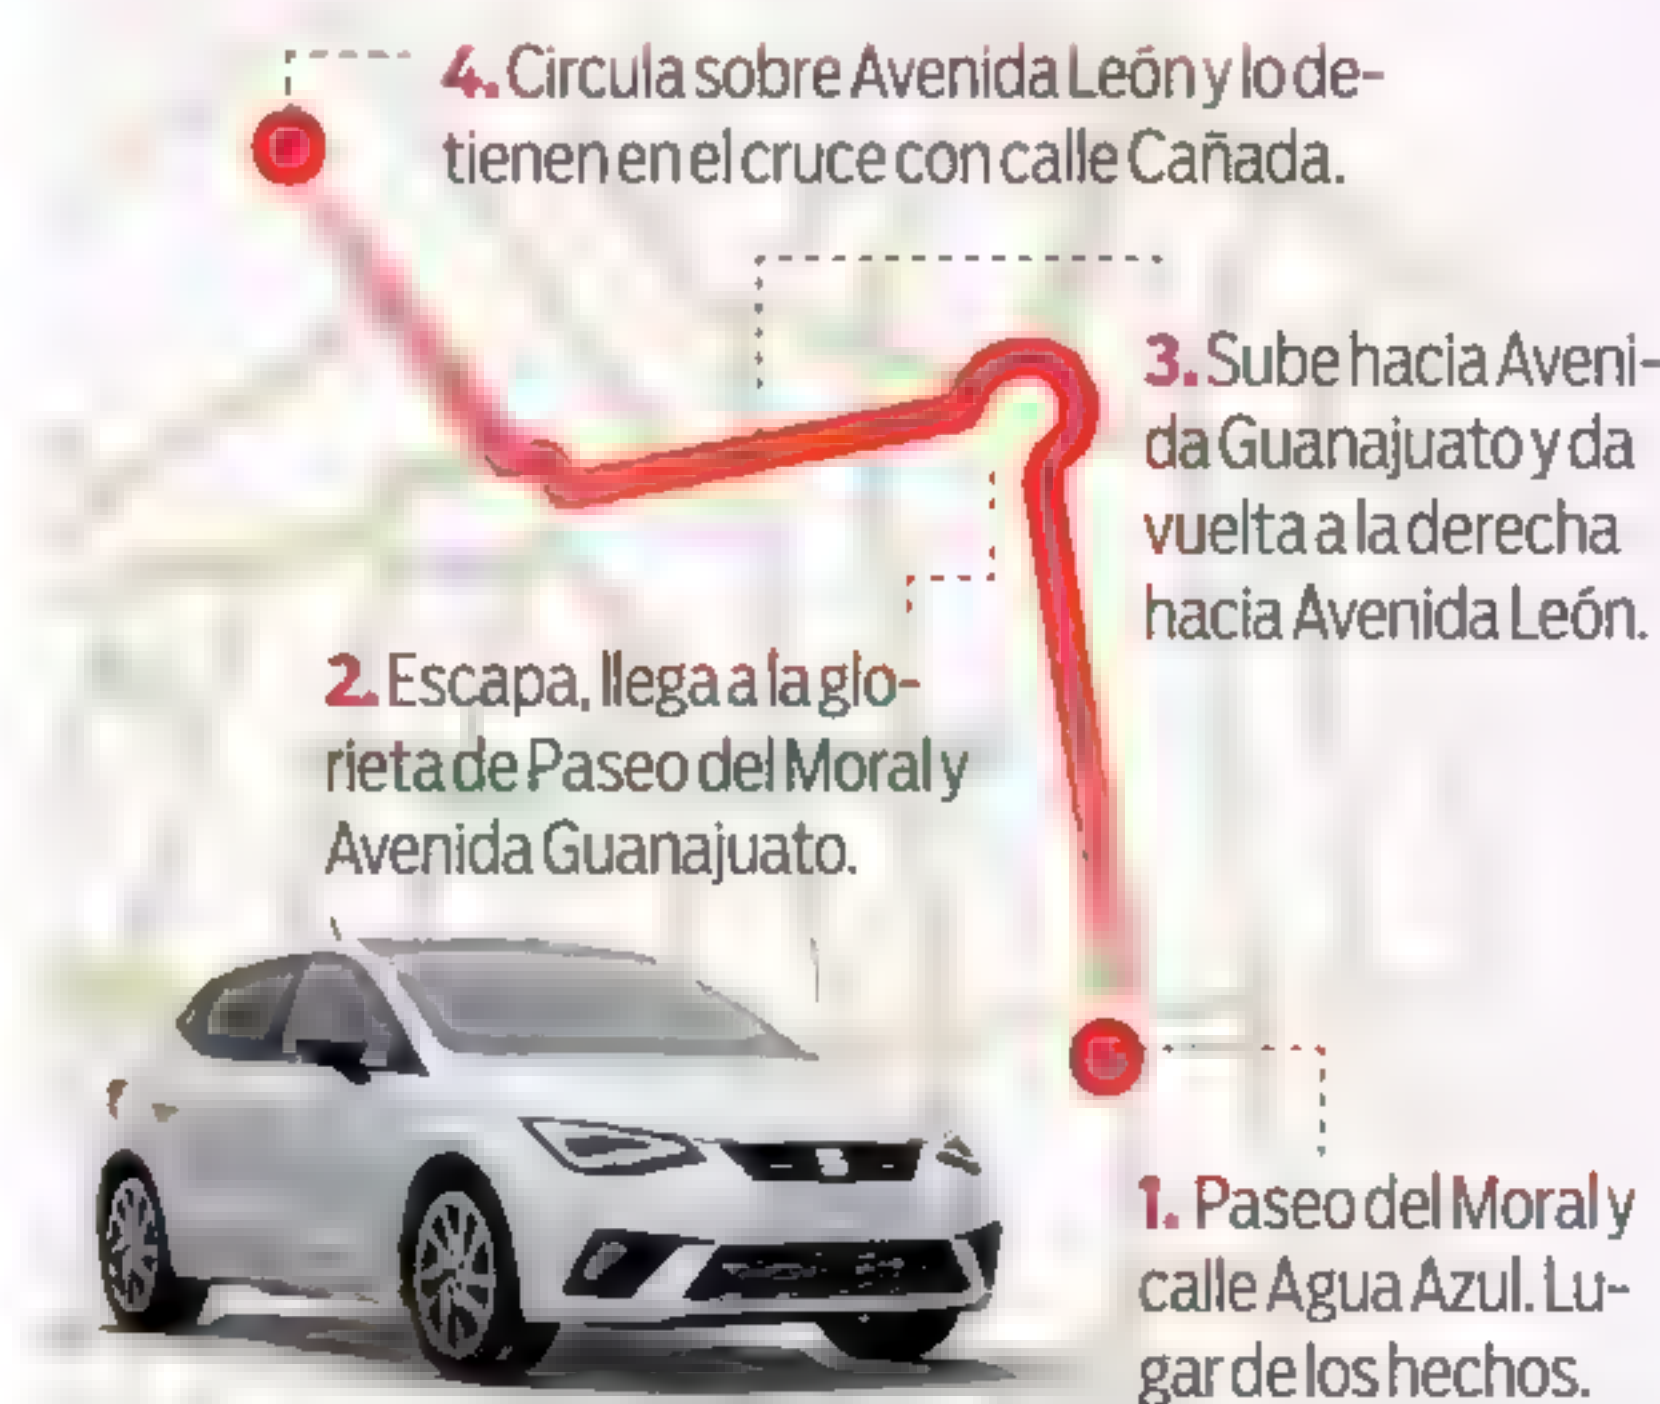 4. Circula sobre Avenida León y lo de-
tienen en el cruce con calle Cañada.
3. Sube hacia Aveni-
da Guanajuato y da
vuelta a la derecha
hacia Avenida León.
2. Escapa, llega a la glo-
rieta de Paseo del Moral y
Avenida Guanajuato.
1. Paseo del Moral y
calle Agua Azul. Lu-
gar de los hechos.